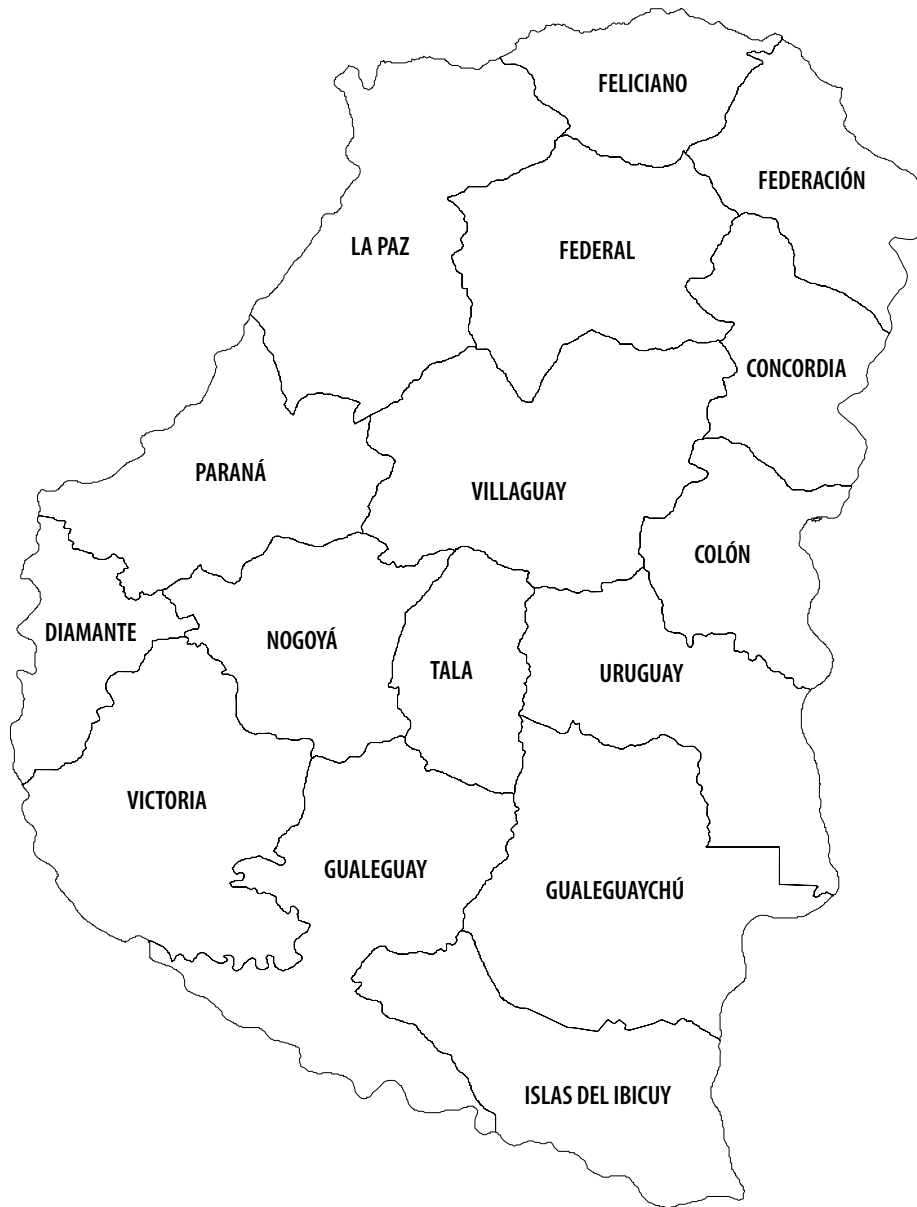 FELICIANO
FEDERACIÓN
LA PAZ
FEDERAL
CONCORDIA
PARANÁ
VILLAGUAY
COLÓN
DIAMANTE
NOGOYÁ
TALA
URUGUAY
VICTORIA
GUALEGUAY
GUALEGUAYCHÚ
ISLAS DEL IBICUY